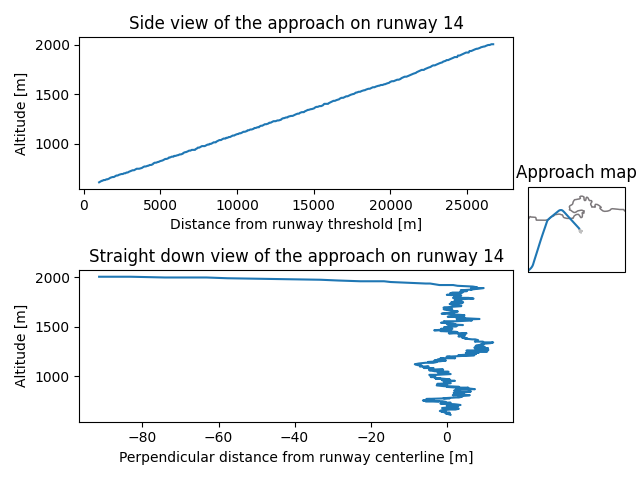 Side view of the approach on runway 14
2000
1500
1000
Altitude [m]
0 5000 10000 15000 20000 25000
Distance from runway threshold [m]
Approach map
Straight down view of the approach on runway 14
2000
1500
1000
Altitude [m]
−80 −60 −40 −20 0
Perpendicular distance from runway centerline [m]